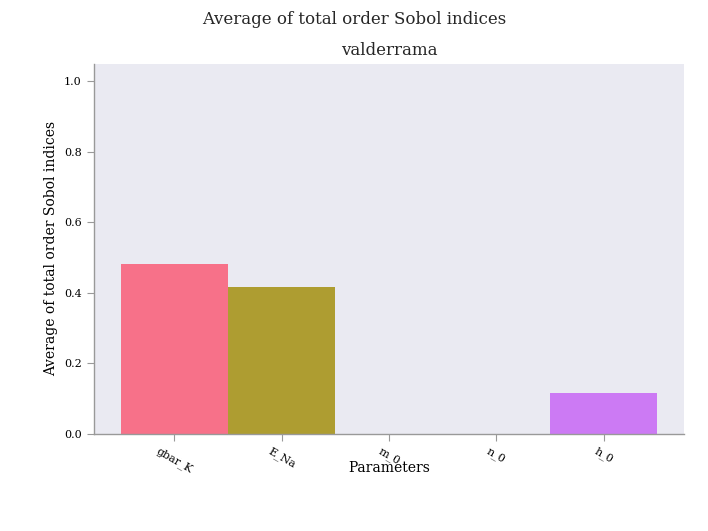 Average of total order Sobol indices
valderrama
Average of total order Sobol indices
1.0
0.8
0.6
0.4
0.2
0.0
gbar_K
E_Na
m_0
n_0
h_0
Parameters